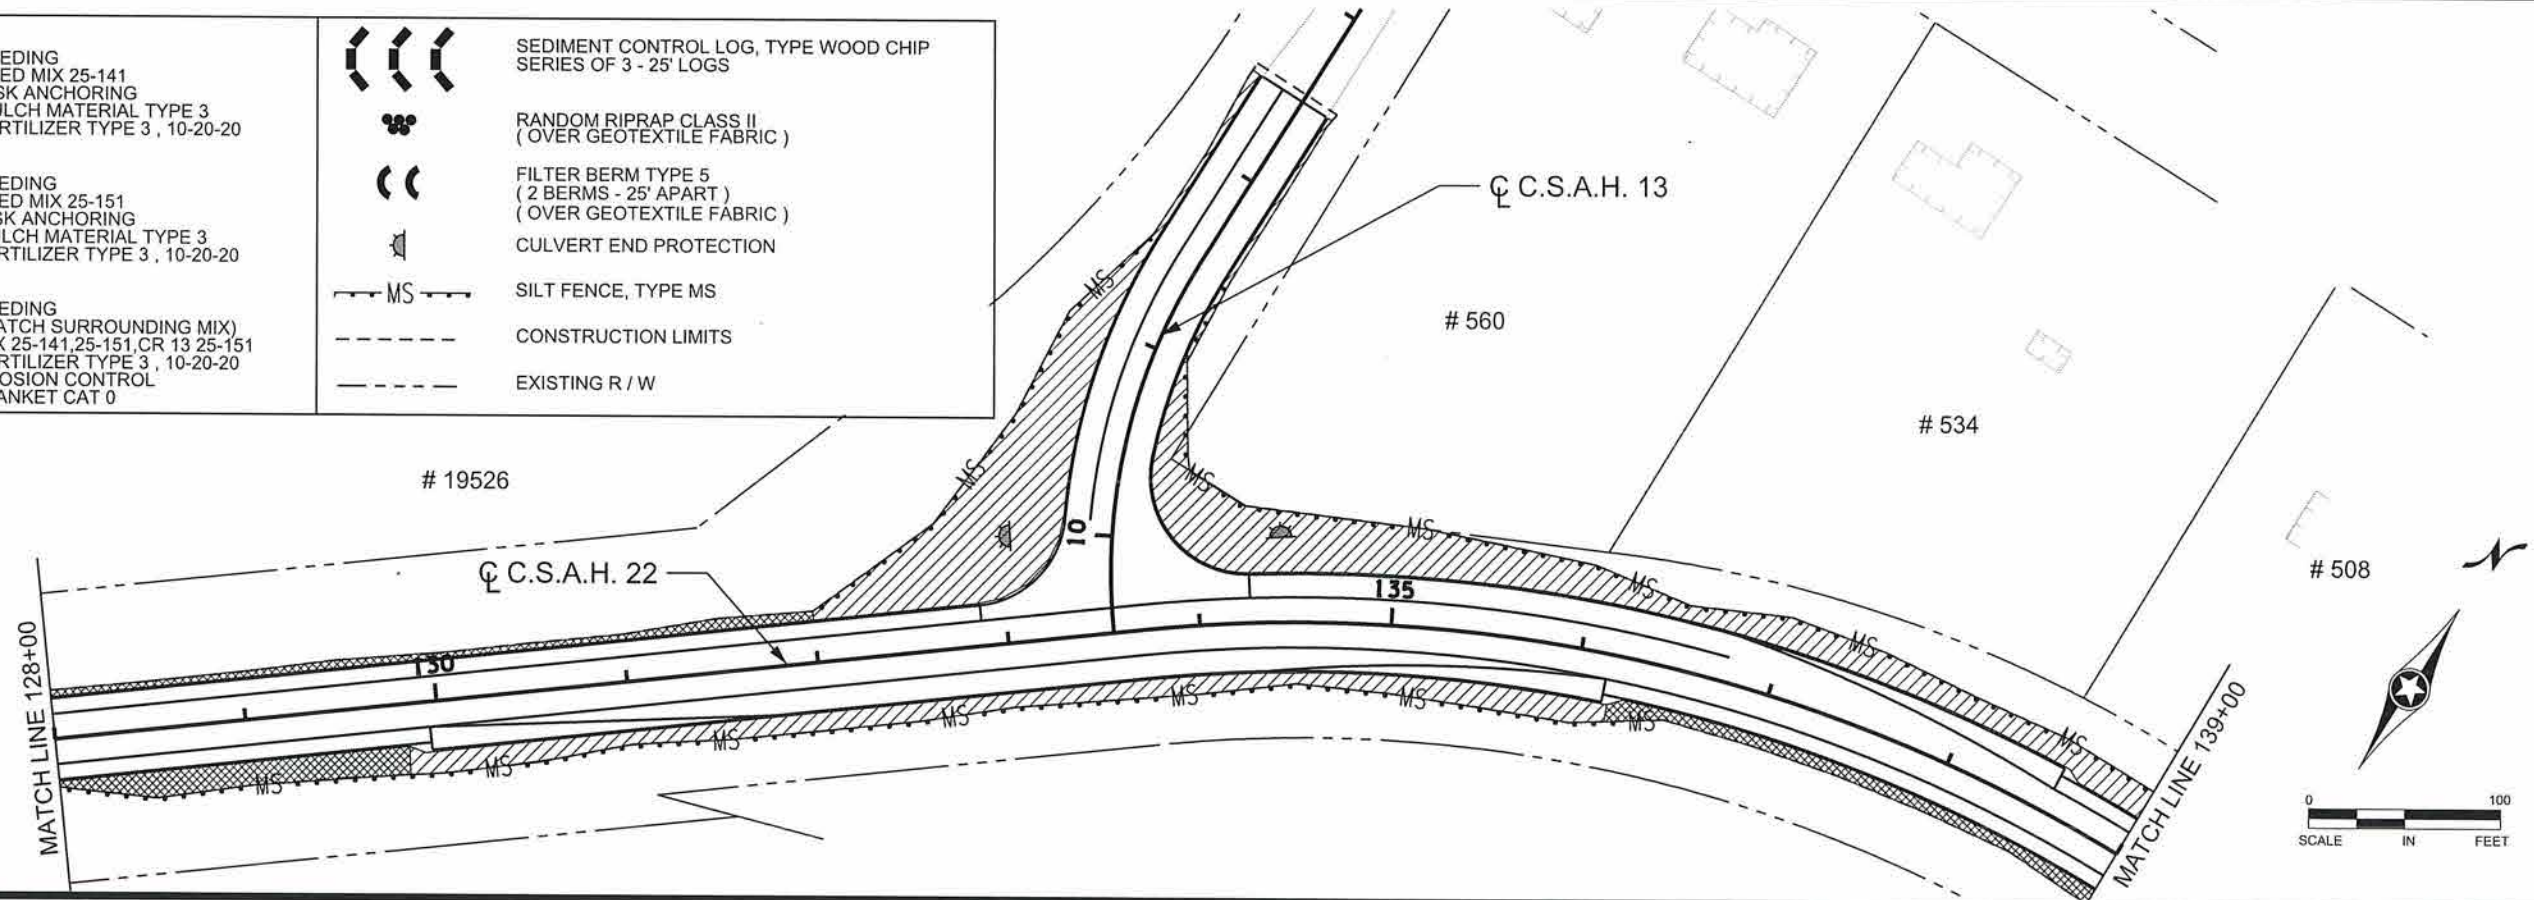 EDING
ED MIX 25-141
SK ANCHORING
ULCH MATERIAL TYPE 3
RTILIZER TYPE 3 , 10-20-20
EDING
ED MIX 25-151
SK ANCHORING
ULCH MATERIAL TYPE 3
RTILIZER TYPE 3 , 10-20-20
EDING
ATCH SURROUNDING MIX)
X 25-141,25-151,CR 13 25-151
RTILIZER TYPE 3 , 10-20-20
OSION CONTROL
ANKET CAT 0
SEDIMENT CONTROL LOG, TYPE WOOD CHIP
SERIES OF 3 - 25' LOGS
RANDOM RIPRAP CLASS II
( OVER GEOTEXTILE FABRIC )
FILTER BERM TYPE 5
( 2 BERMS - 25' APART )
( OVER GEOTEXTILE FABRIC )
CULVERT END PROTECTION
MS
SILT FENCE, TYPE MS
CONSTRUCTION LIMITS
EXISTING R / W
℄ C.S.A.H. 13
# 560
# 534
# 508
# 19526
℄ C.S.A.H. 22
MS
MS
MS
MS
MS
MS
MS
10
135
130
MS
MS
MS
MS
MS
MS
MS
MATCH LINE 128+00
MATCH LINE 139+00
N
0 100
SCALE IN FEET